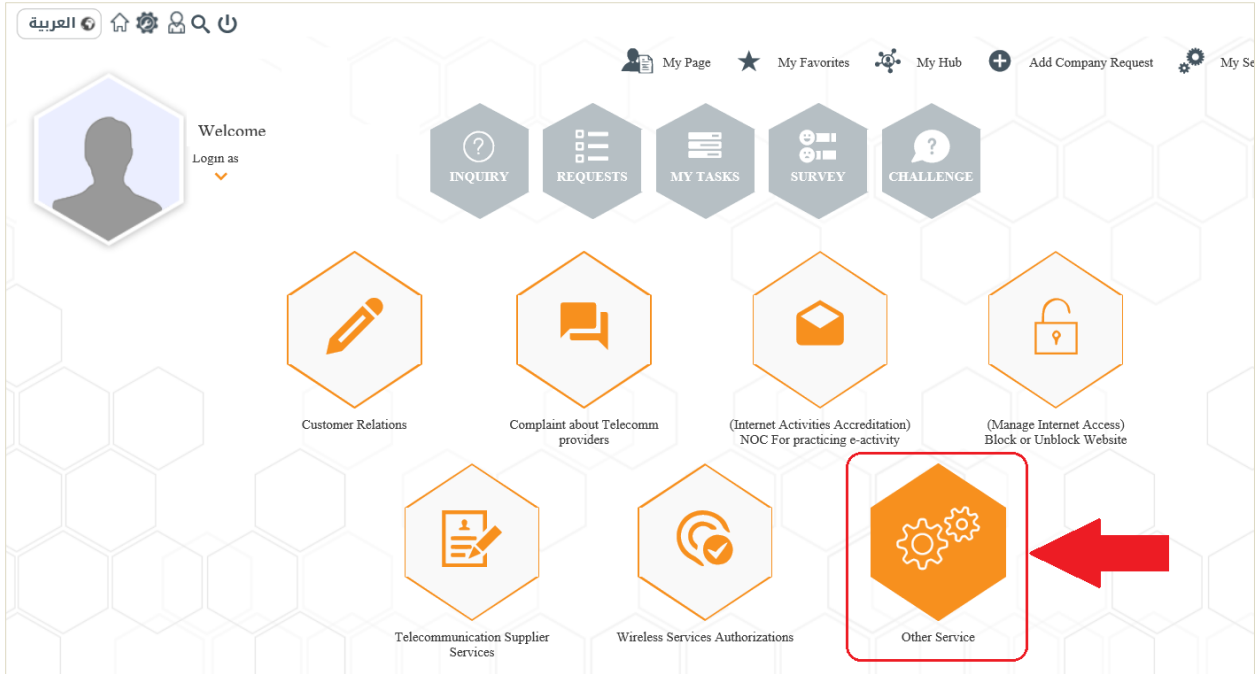 العربية
My Page My Favorites My Hub Add Company Request My Se
Welcome
Login as
INQUIRY REQUESTS MY TASKS SURVEY CHALLENGE
Customer Relations
Complaint about Telecomm
providers
(Internet Activities Accreditation)
NOC For practicing e-activity
(Manage Internet Access)
Block or Unblock Website
Telecommunication Supplier
Services
Wireless Services Authorizations
Other Service